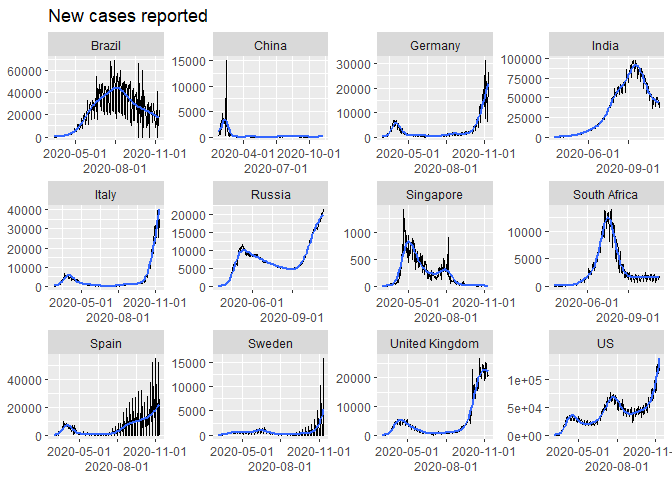 New cases reported
Brazil China Germany India
60000 15000 30000 100000
40000 10000 20000 75000
20000 5000 10000 50000
25000
0 0 0 0
2020-05-01 2020-11-01 2020-04-01 2020-10-01 2020-05-01 2020-11-01 2020-06-01
2020-08-01 2020-07-01 2020-08-01 2020-09-01
Italy Russia Singapore South Africa
40000 20000 1000 10000
30000 15000 500 5000
20000 10000 0 0
10000 5000
0 0
2020-05-01 2020-11-01 2020-06-01 2020-05-01 2020-11-01 2020-06-01
2020-08-01 2020-09-01 2020-08-01 2020-09-01
Spain Sweden United Kingdom US
40000 15000 20000 1e+05
20000 10000 10000 5e+04
0 5000 0 0e+00
0
2020-05-01 2020-11-01 2020-05-01 2020-11-01 2020-05-01 2020-11-01 2020-05-01 2020-11-01
2020-08-01 2020-08-01 2020-08-01 2020-08-01